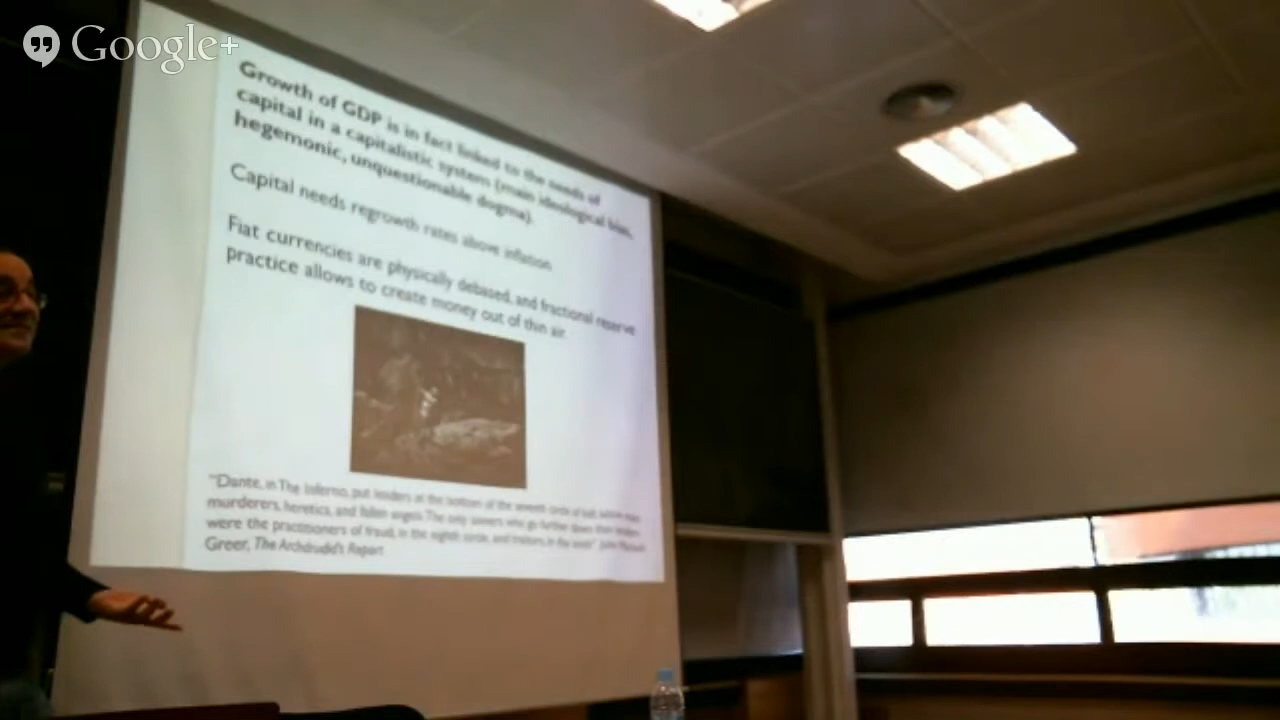 Google+
Growth of GDP is in fact linked to the needs of
capital in a capitalistic system (main ideological bias,
hegemonic, unquestionable dogma).
Capital needs regrowth rates above inflation
Fiat currencies are physically debased, and fractional reserve
practice allows to create money out of thin air.
"Dante, in The Inferno, put lenders at the bottom of the seventh circle of hell, below
murderers, heretics, and fallen angels. The only sinners who go further down than lenders
were the practitioners of fraud, in the eighth circle, and traitors, in the ninth" John Michael
Greer, The Archdruid's Report